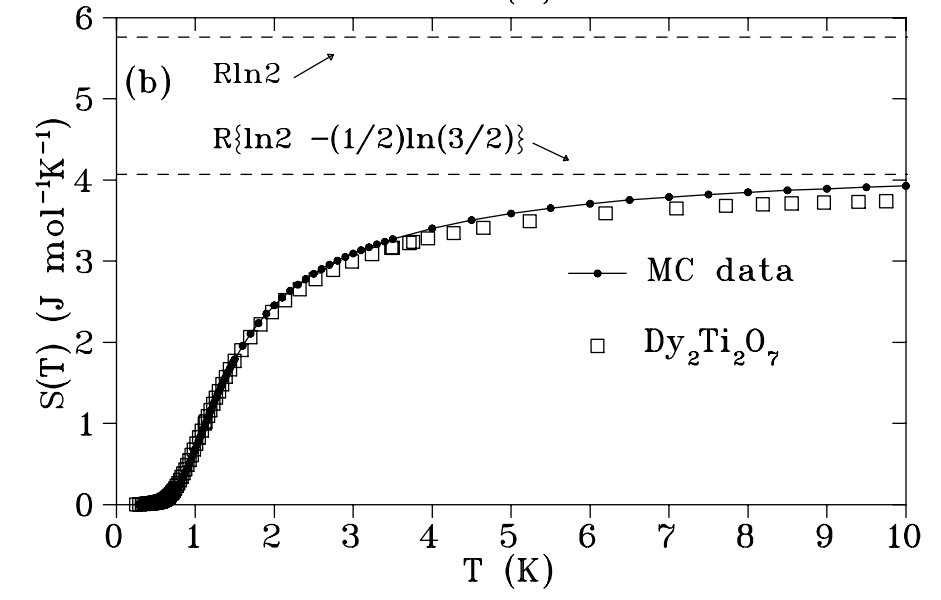 6
5
4
3
2
1
0
S(T) (J mol⁻¹K⁻¹)
(b)
Rln2
R{ln2 −(1/2)ln(3/2)}
MC data
Dy₂Ti₂O₇
0 1 2 3 4 5 6 7 8 9 10
T (K)